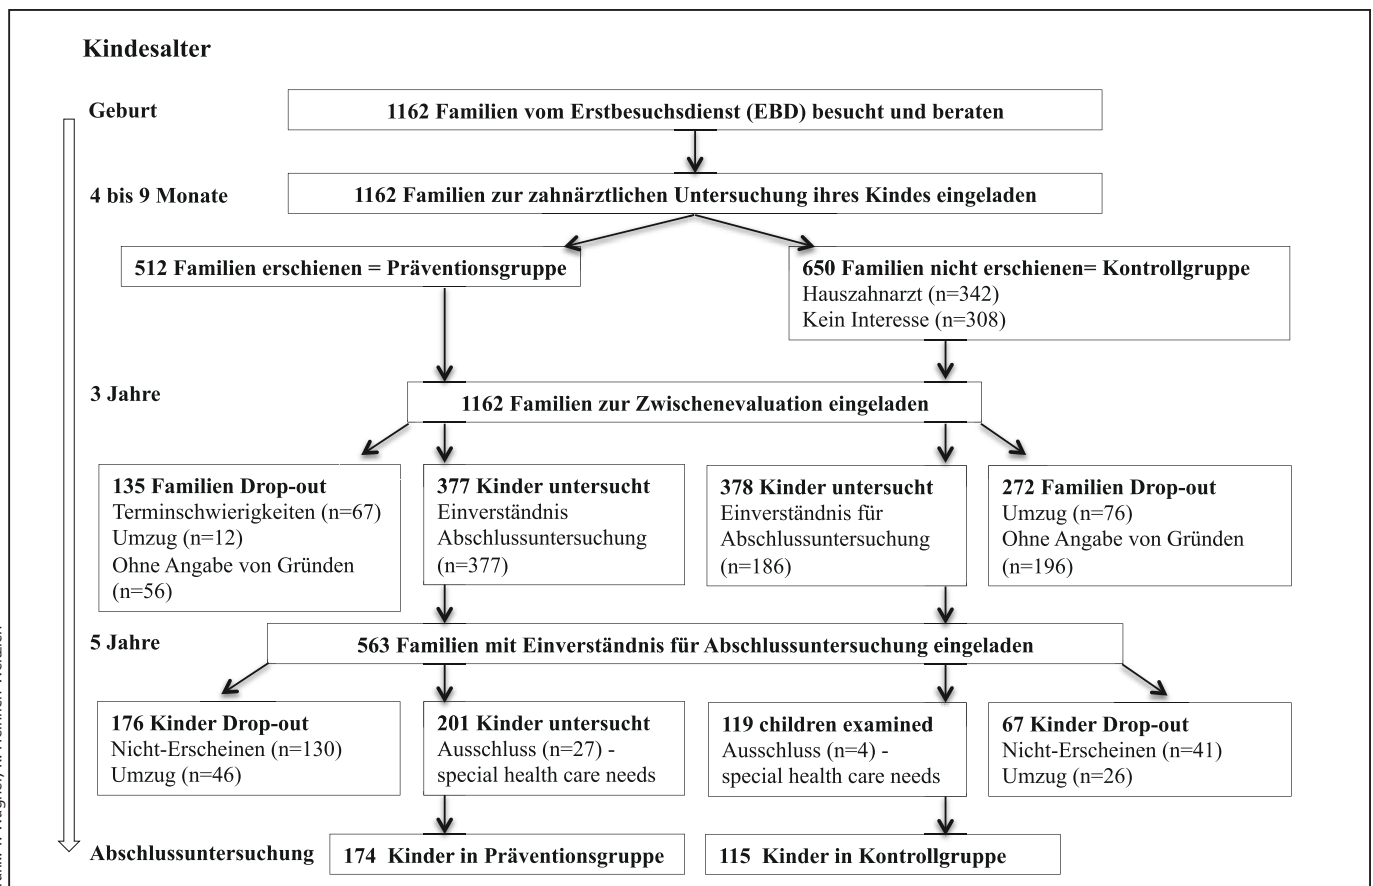 Kindesalter
Geburt
1162 Familien vom Erstbesuchsdienst (EBD) besucht und beraten
4 bis 9 Monate
1162 Familien zur zahnärztlichen Untersuchung ihres Kindes eingeladen
512 Familien erschienen = Präventionsgruppe
650 Familien nicht erschienen= Kontrollgruppe
Hauszahnarzt (n=342)
Kein Interesse (n=308)
3 Jahre
1162 Familien zur Zwischenevaluation eingeladen
135 Familien Drop-out
Terminschwierigkeiten (n=67)
Umzug (n=12)
Ohne Angabe von Gründen
(n=56)
377 Kinder untersucht
Einverständnis
Abschlussuntersuchung
(n=377)
378 Kinder untersucht
Einverständnis für
Abschlussuntersuchung
(n=186)
272 Familien Drop-out
Umzug (n=76)
Ohne Angabe von Gründen
(n=196)
5 Jahre
563 Familien mit Einverständnis für Abschlussuntersuchung eingeladen
176 Kinder Drop-out
Nicht-Erscheinen (n=130)
Umzug (n=46)
201 Kinder untersucht
Ausschluss (n=27) -
special health care needs
119 children examined
Ausschluss (n=4) -
special health care needs
67 Kinder Drop-out
Nicht-Erscheinen (n=41)
Umzug (n=26)
Abschlussuntersuchung
174 Kinder in Präventionsgruppe
115 Kinder in Kontrollgruppe